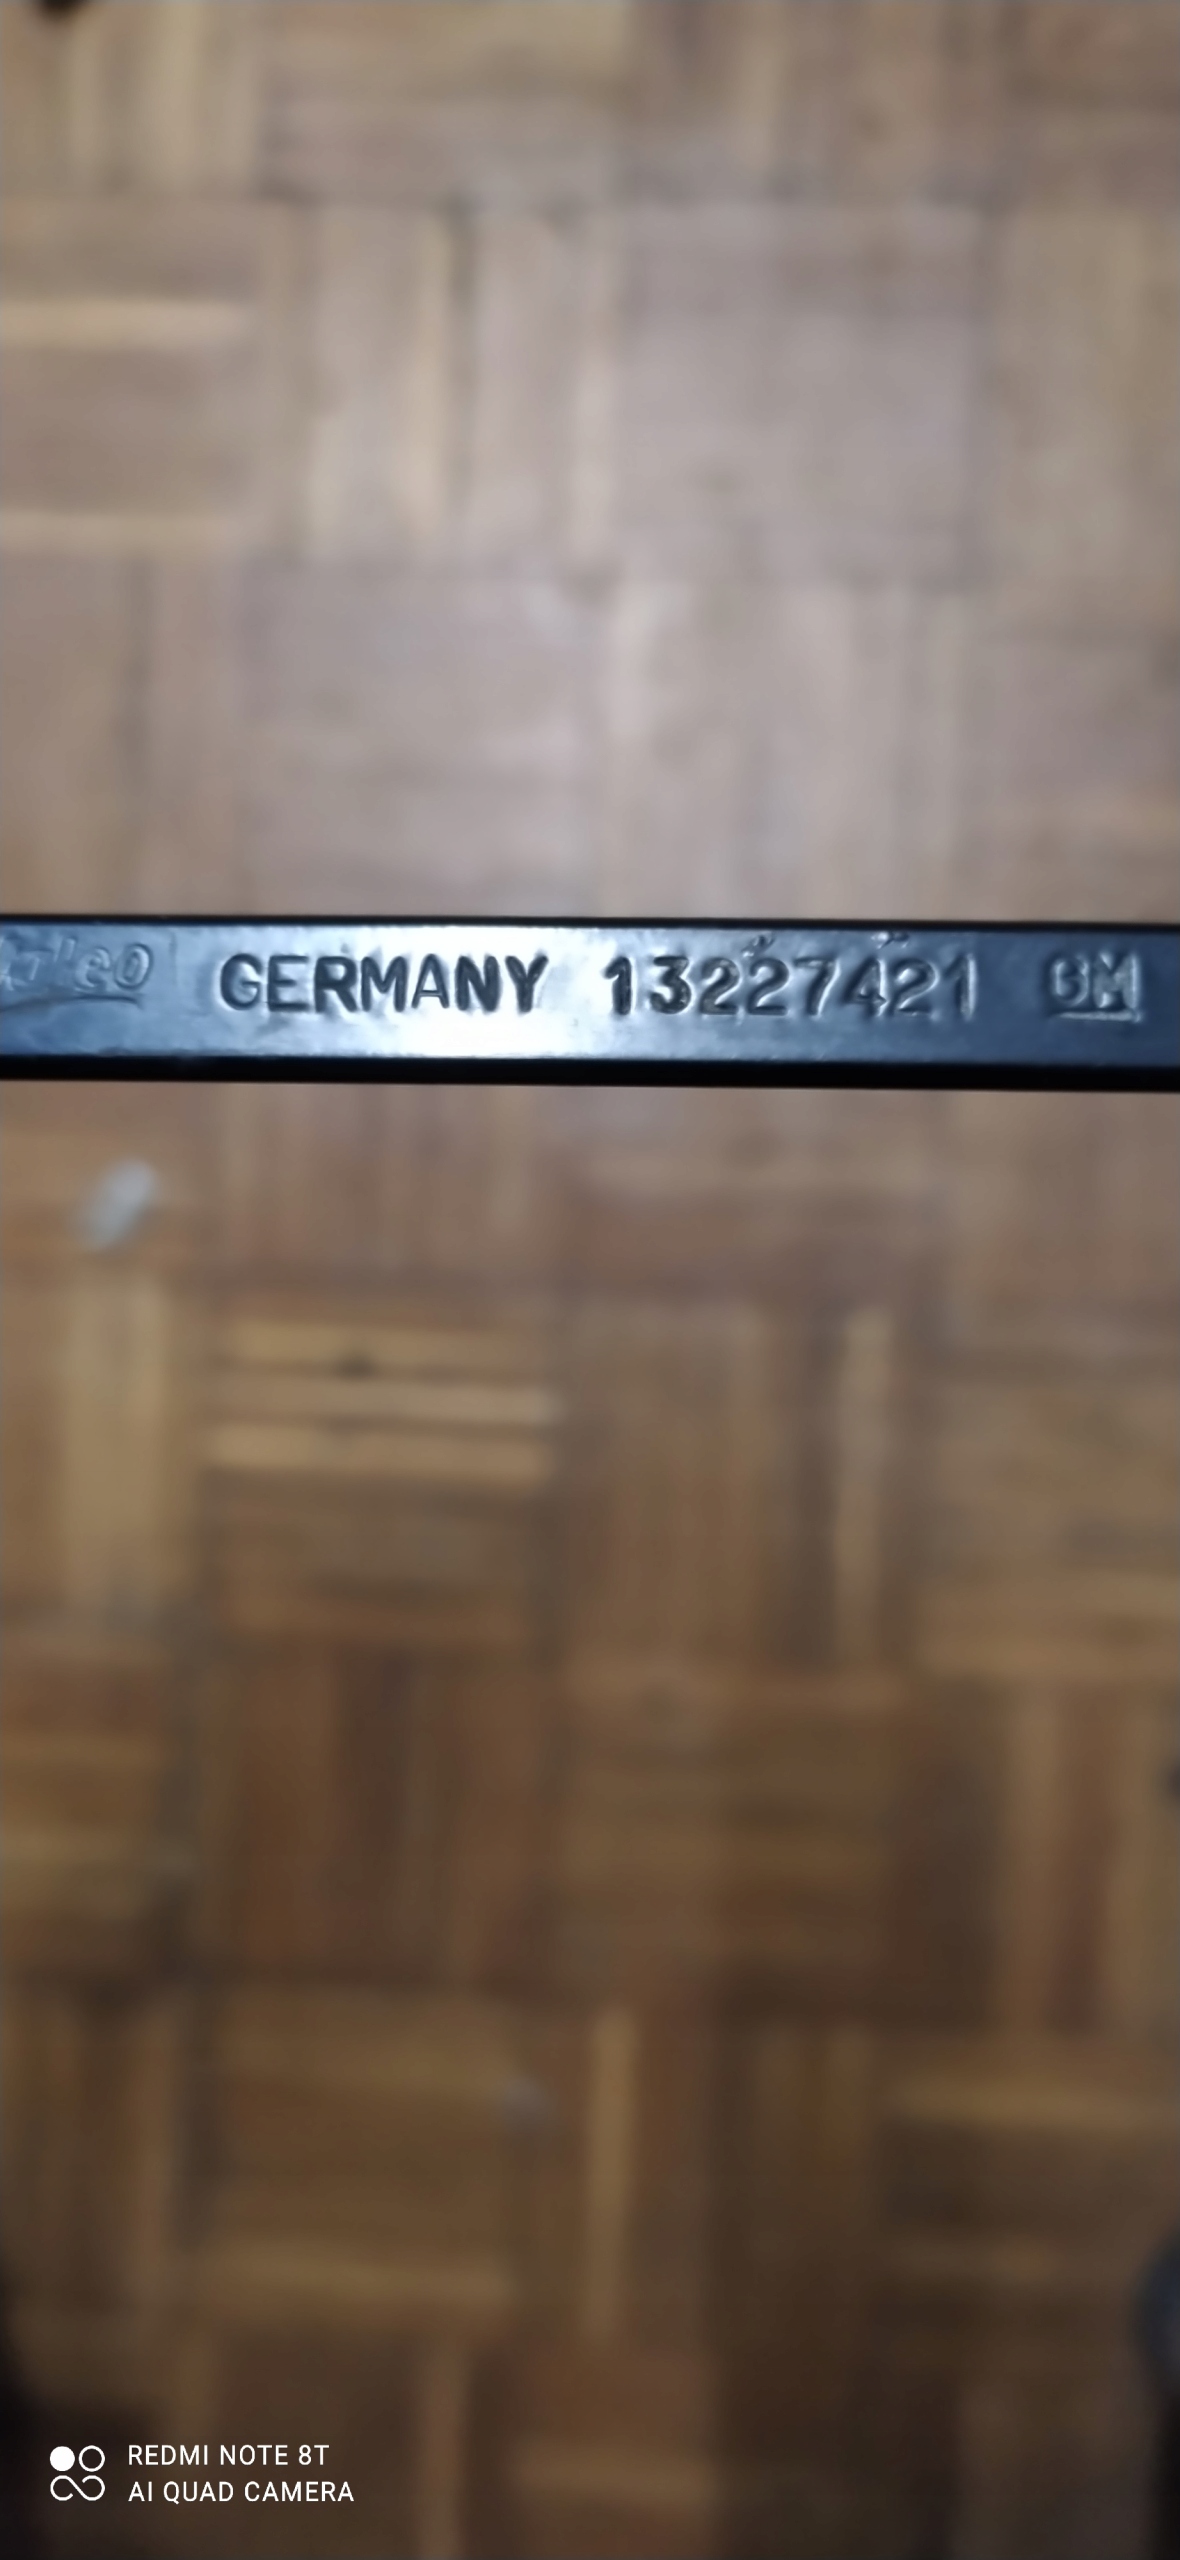 GERMANY 13227421 GM
REDMI NOTE 8T
AI QUAD CAMERA